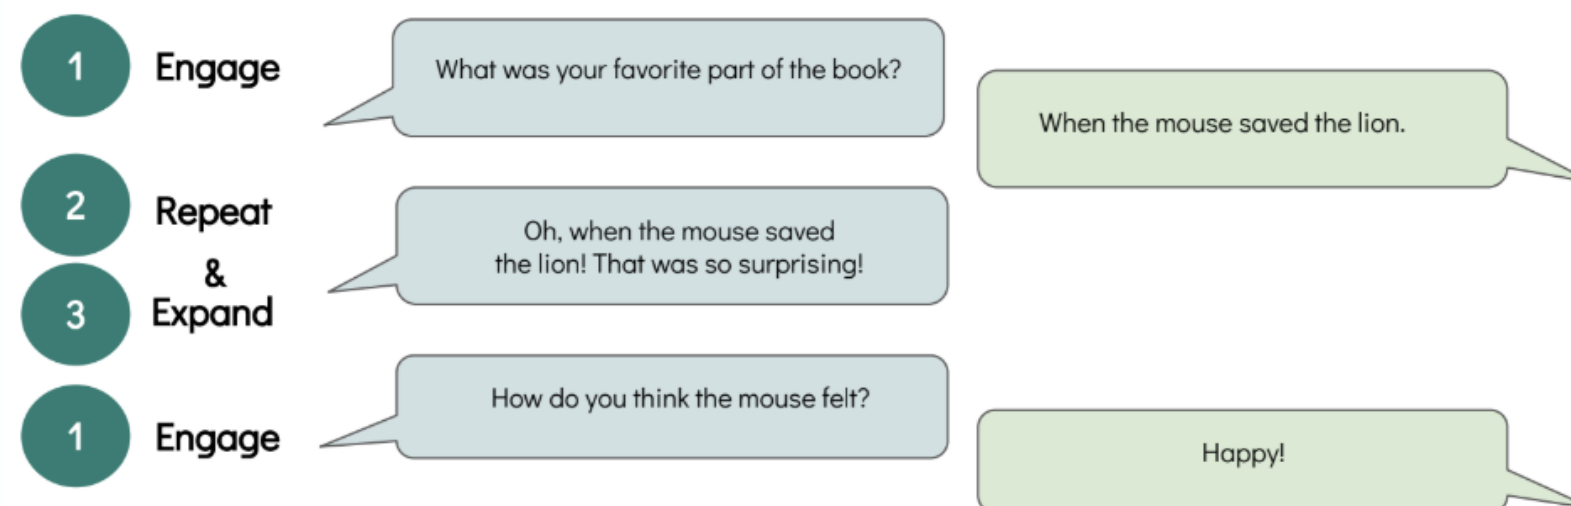 1 Engage
What was your favorite part of the book?
When the mouse saved the lion.
2 Repeat
&
3 Expand
Oh, when the mouse saved
the lion! That was so surprising!
1 Engage
How do you think the mouse felt?
Happy!